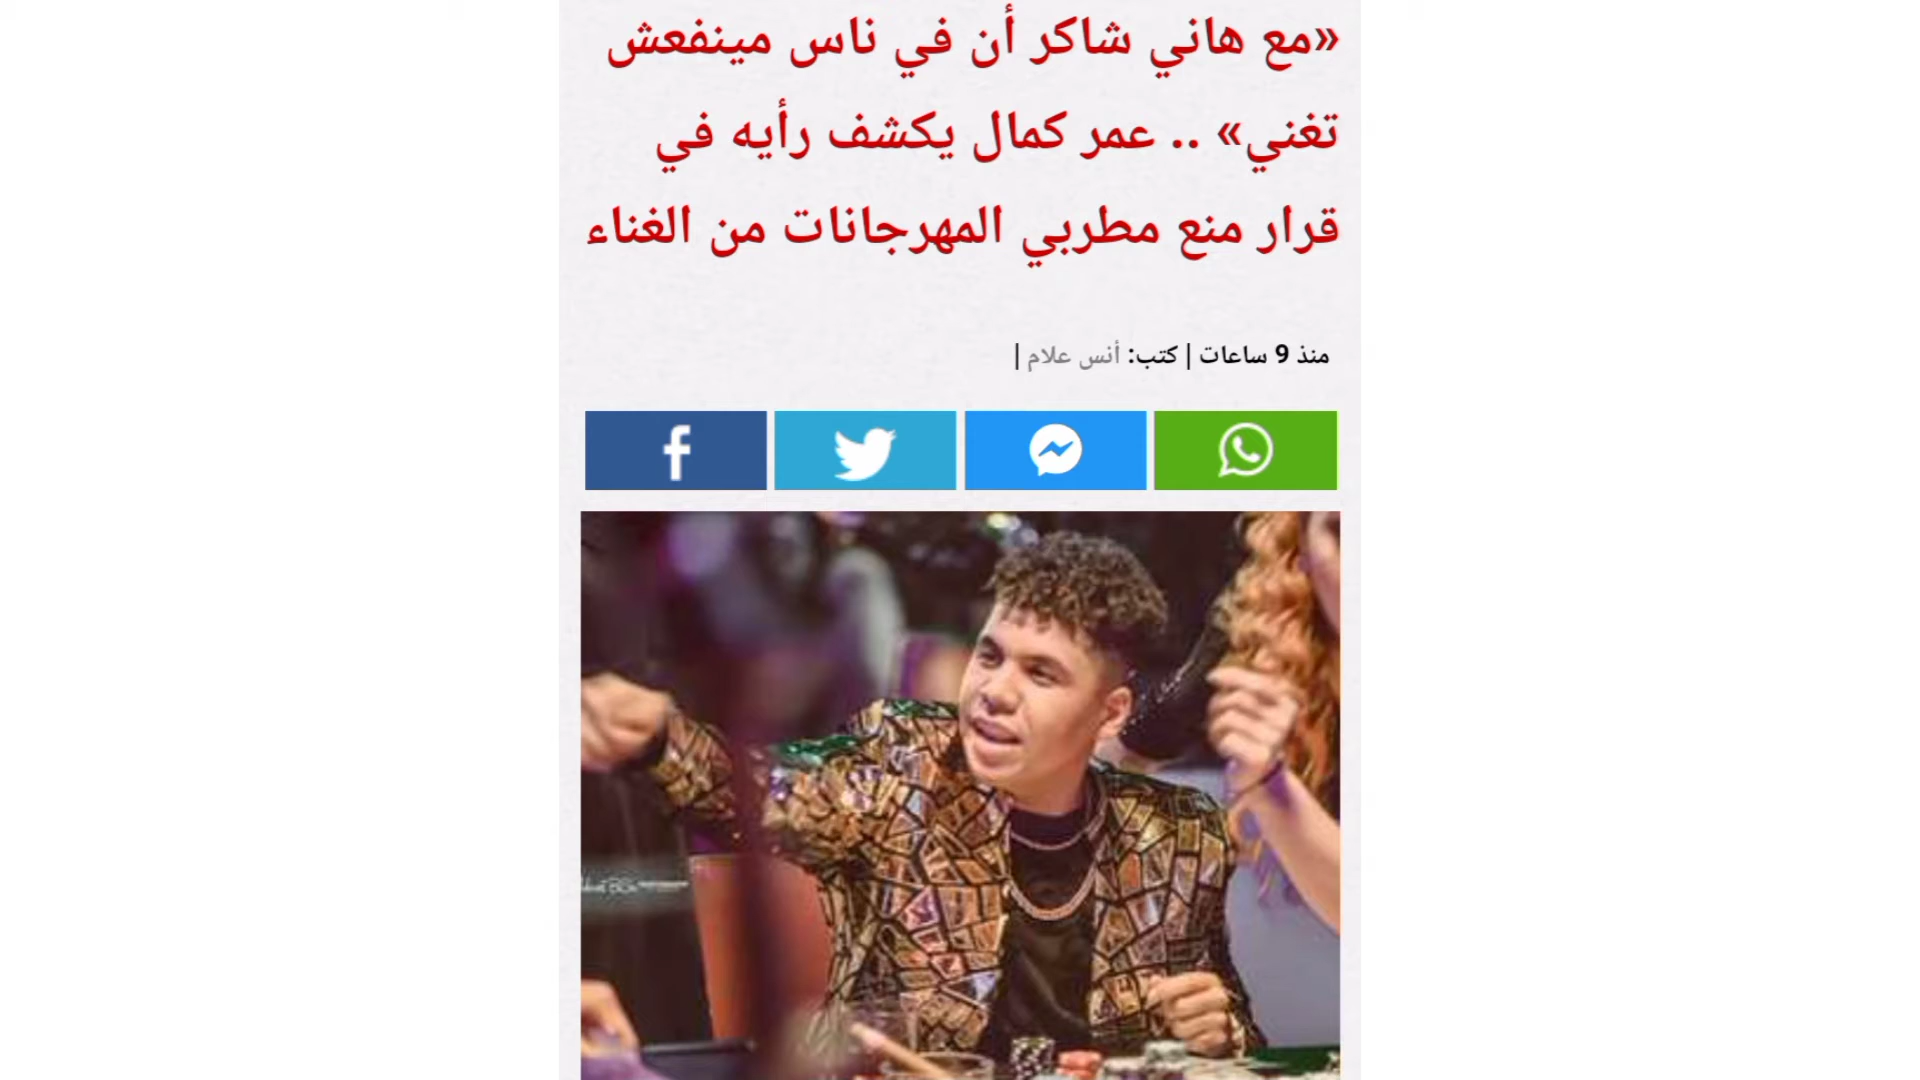 «مع هاني شاكر أن في ناس مينفعش
تغني» .. عمر كمال يكشف رأيه في
قرار منع مطربي المهرجانات من الغناء
منذ 9 ساعات | كتب: أنس علام |